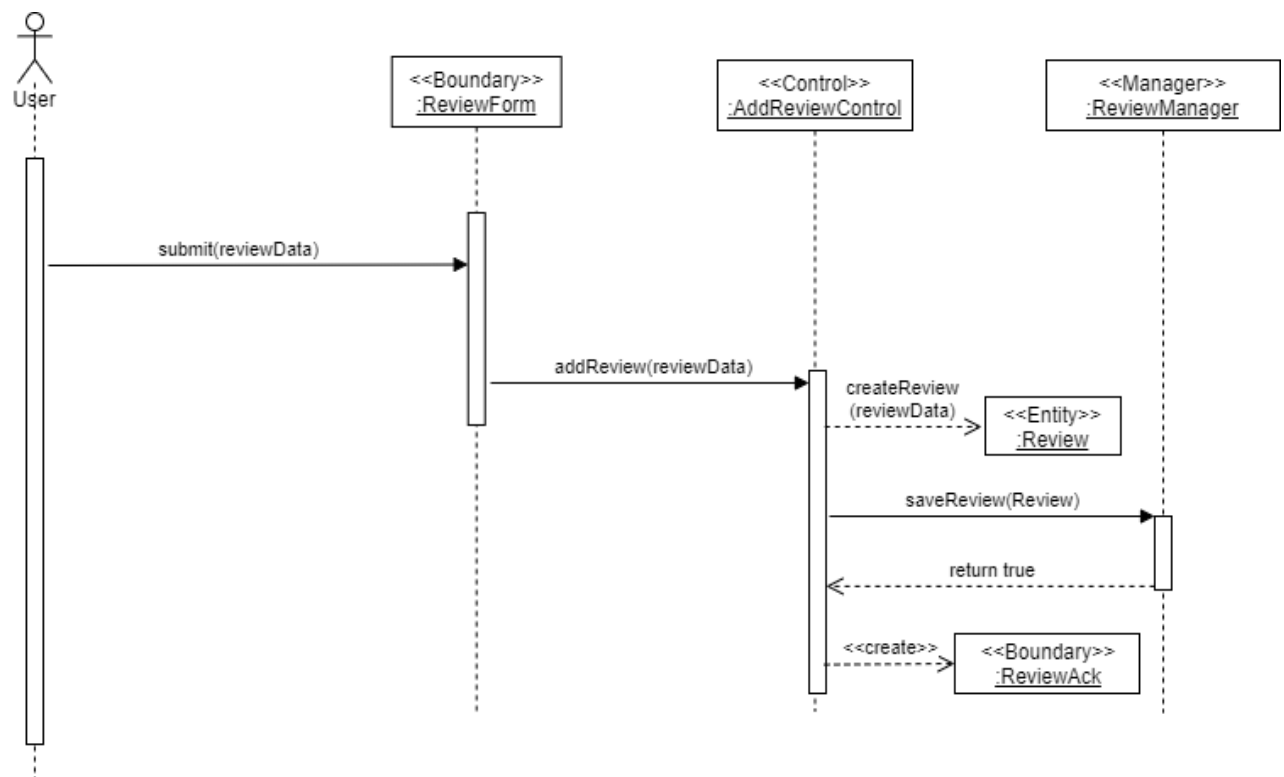 User
<<Boundary>>
:ReviewForm
<<Control>>
:AddReviewControl
<<Manager>>
:ReviewManager
submit(reviewData)
addReview(reviewData)
createReview
(reviewData)
<<Entity>>
:Review
saveReview(Review)
return true
<<create>>
<<Boundary>>
:ReviewAck